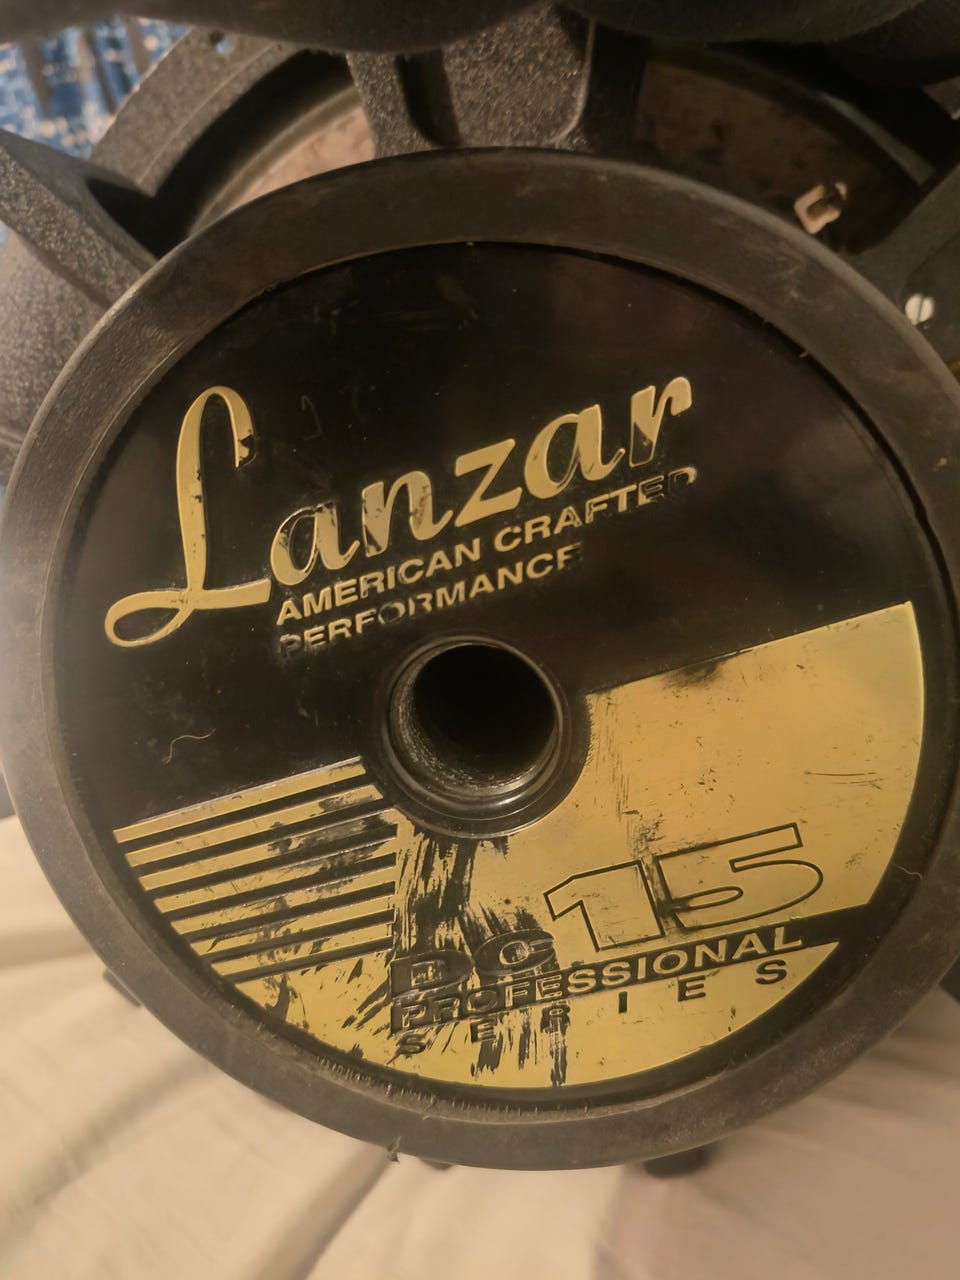 Lanzar
AMERICAN CRAFTED
PERFORMANCE
DC 15
PROFESSIONAL
SERIES